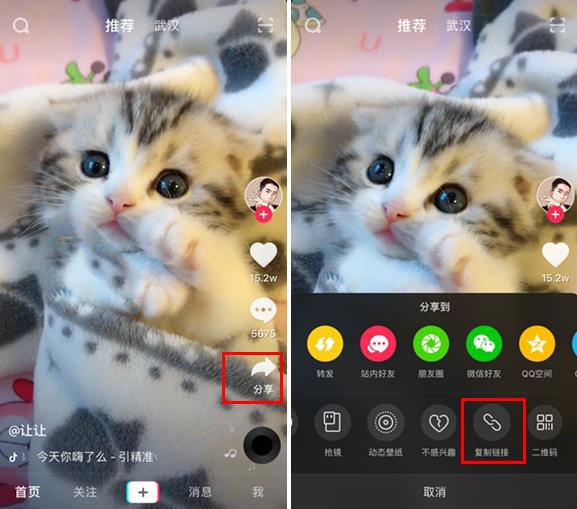 推荐
武汉
15.2w
5675
分享
@让让
今天你嗨了么 - 引精准
首页
关注
消息
我
推荐
武汉
15.2w
分享到
转发
站内好友
朋友圈
微信好友
QQ空间
抢镜
动态壁纸
不感兴趣
复制链接
二维码
取消